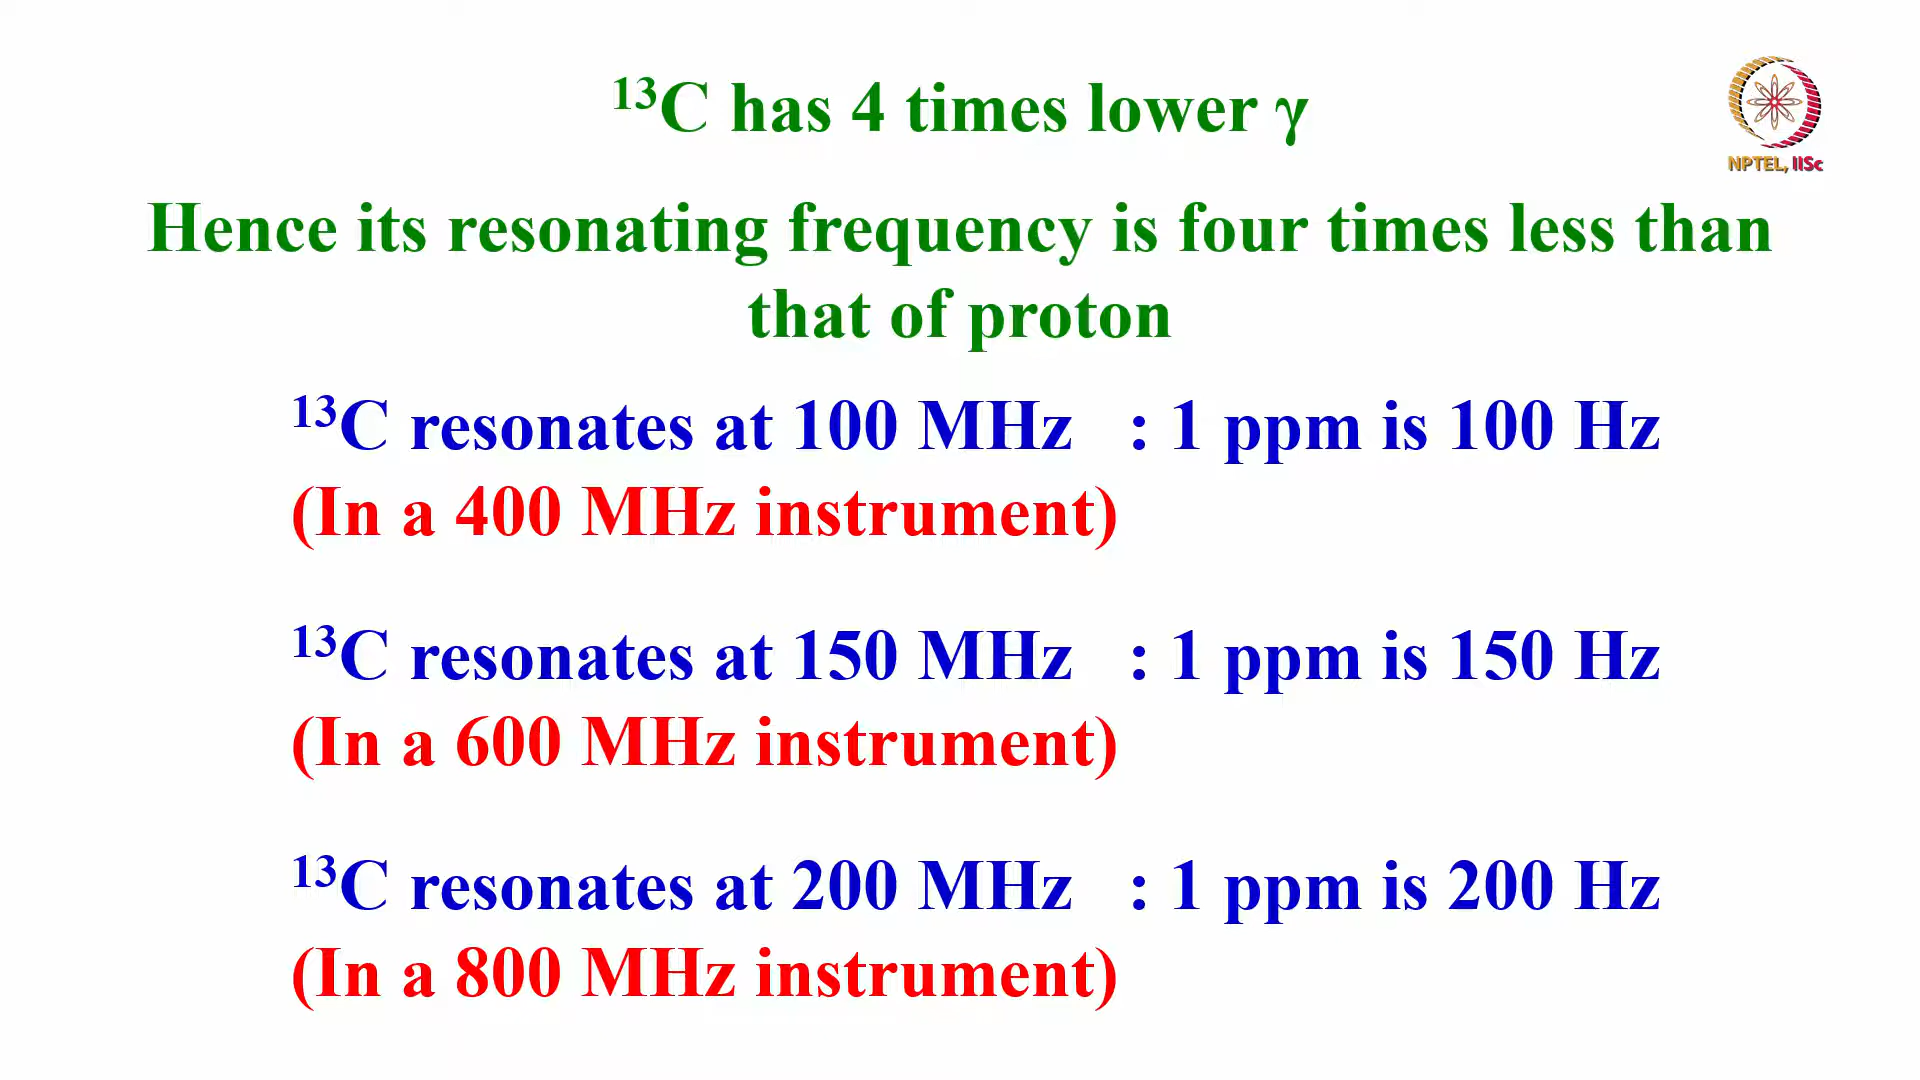 ¹³C has 4 times lower γ
NPTEL, IISc
Hence its resonating frequency is four times less than
that of proton
¹³C resonates at 100 MHz : 1 ppm is 100 Hz
(In a 400 MHz instrument)
¹³C resonates at 150 MHz : 1 ppm is 150 Hz
(In a 600 MHz instrument)
¹³C resonates at 200 MHz : 1 ppm is 200 Hz
(In a 800 MHz instrument)